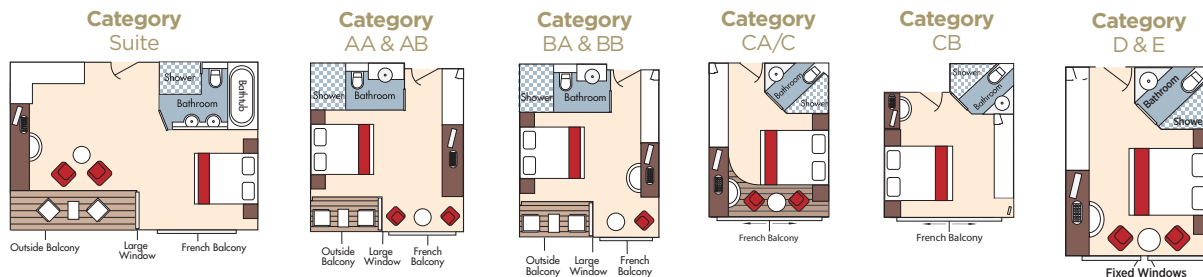 Category
Suite
Shower
Bathtub
Bathroom
Outside Balcony
Large
Window
French Balcony
Category
AA & AB
Shower
Bathroom
Outside
Balcony
Large
Window
French
Balcony
Category
BA & BB
Shower
Bathroom
Outside
Balcony
Large
Window
French
Balcony
Category
CA/C
Bathroom
Shower
French Balcony
Category
CB
Shower
Bathroom
French Balcony
Category
D & E
Bathroom
Shower
Fixed Windows